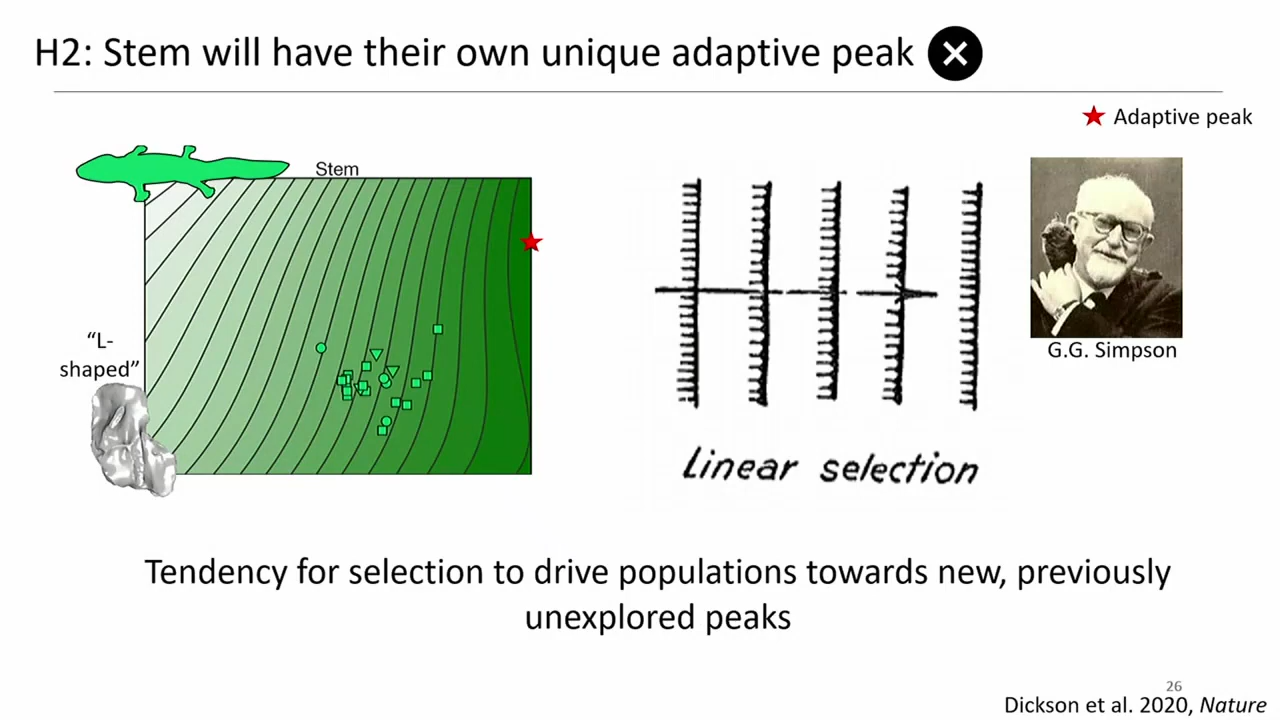 H2: Stem will have their own unique adaptive peak
Adaptive peak
Stem
“L-
shaped”
G.G. Simpson
Linear selection
Tendency for selection to drive populations towards new, previously
unexplored peaks
26
Dickson et al. 2020, Nature